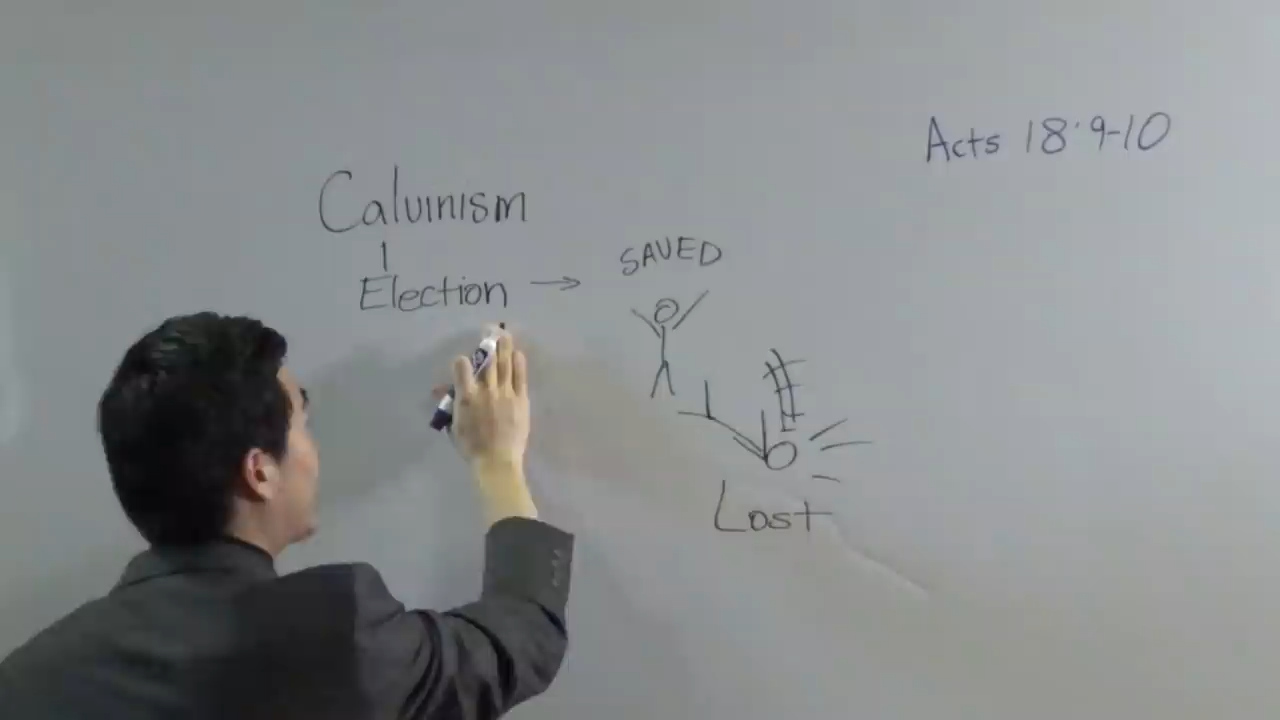 Acts 18:9-10
Calvinism
Election → SAVED
Lost